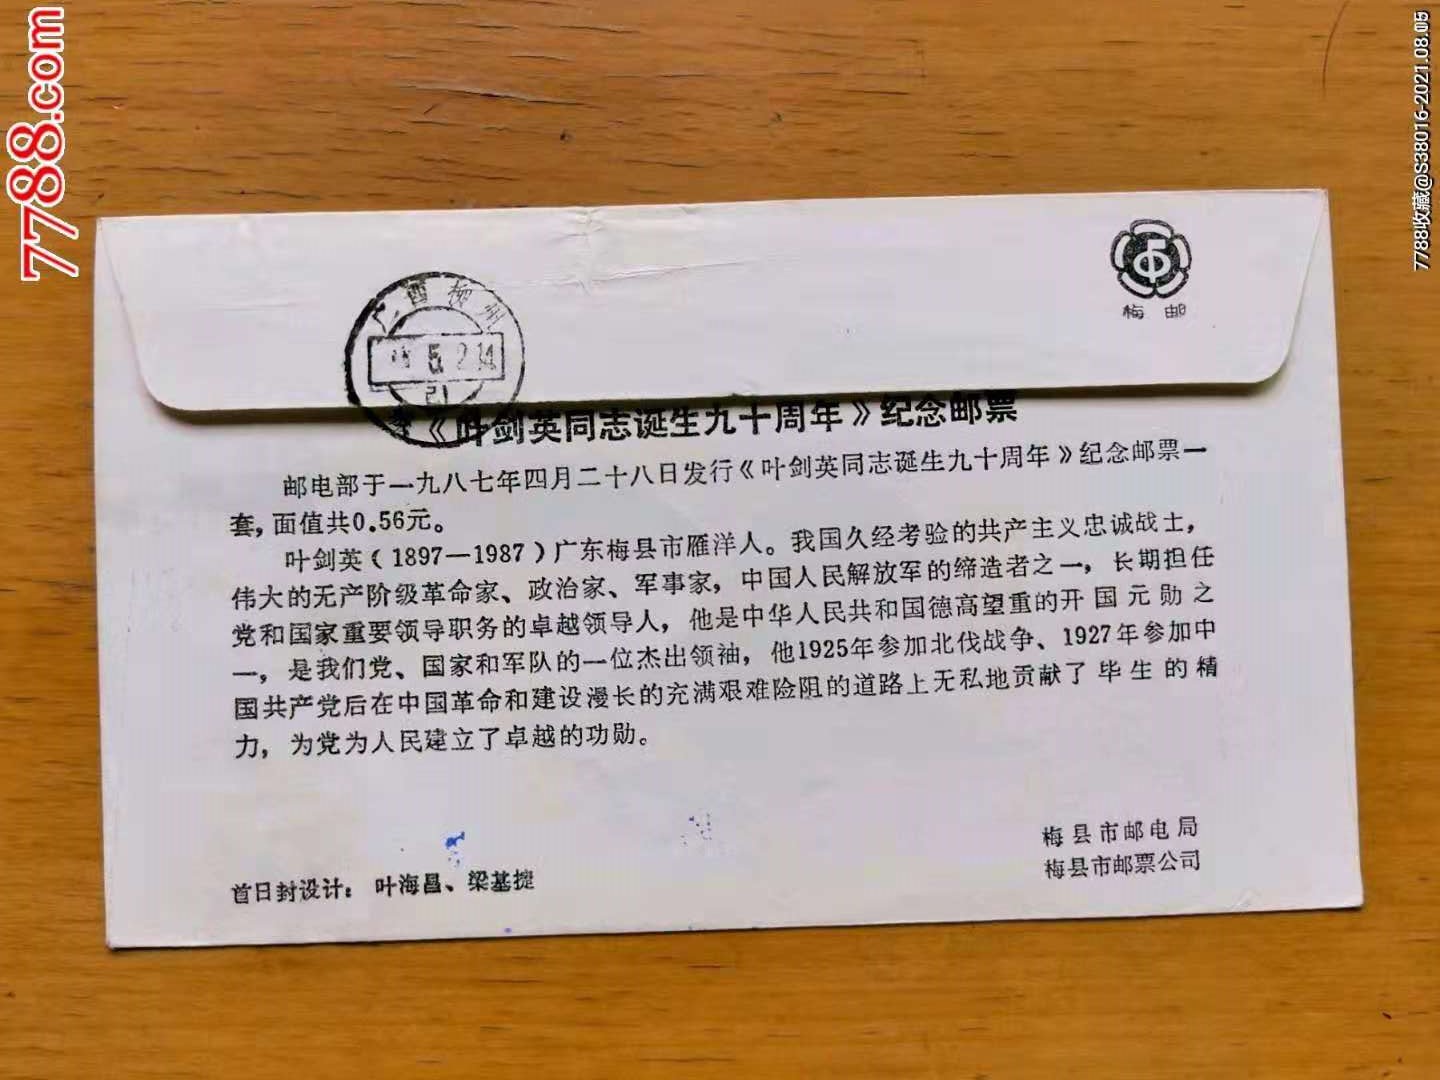 7788.com
7788收藏@S38016-2021.08.05
梅邮
广西柳州
5 2 14
21
《叶剑英同志诞生九十周年》纪念邮票
邮电部于一九八七年四月二十八日发行《叶剑英同志诞生九十周年》纪念邮票一
套,面值共0.56元。
叶剑英(1897—1987)广东梅县市雁洋人。我国久经考验的共产主义忠诚战士,
伟大的无产阶级革命家、政治家、军事家,中国人民解放军的缔造者之一,长期担任
党和国家重要领导职务的卓越领导人,他是中华人民共和国德高望重的开国元勋之
一,是我们党、国家和军队的一位杰出领袖,他1925年参加北伐战争、1927年参加中
国共产党后在中国革命和建设漫长的充满艰难险阻的道路上无私地贡献了毕生的精
力,为党为人民建立了卓越的功勋。
梅县市邮电局
梅县市邮票公司
首日封设计:叶海昌、梁基捷